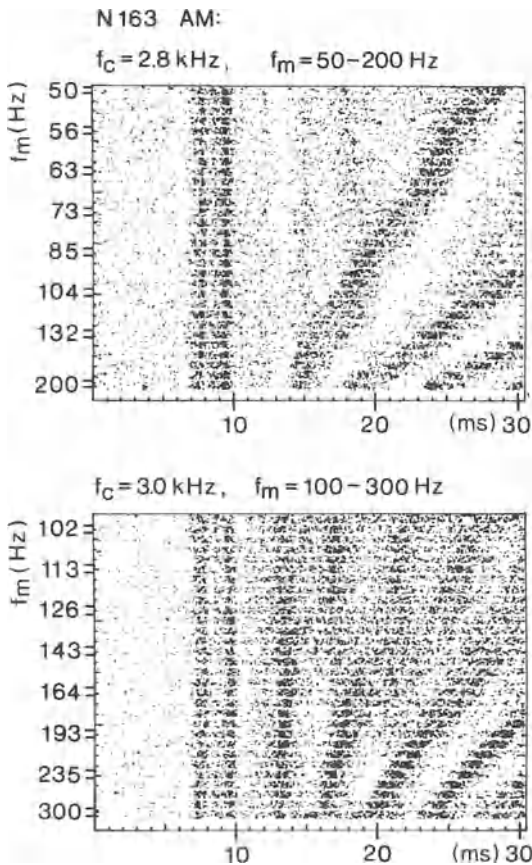 N 163 AM:
f_c = 2.8 kHz, f_m = 50-200 Hz
f_m (Hz)
50
56
63
73
85
104
132
200
10 20 (ms) 30
f_c = 3.0 kHz, f_m = 100-300 Hz
f_m (Hz)
102
113
126
143
164
193
235
300
10 20 (ms) 30